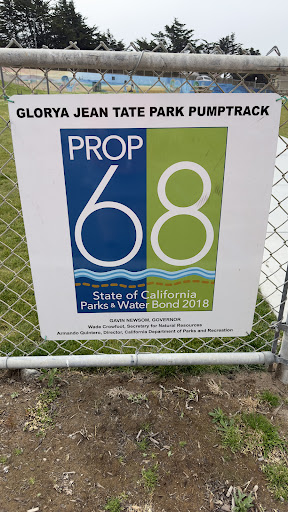 GLORYA JEAN TATE PARK PUMPTRACK
PROP
68
State of California
Parks & Water Bond 2018
GAVIN NEWSOM, GOVERNOR
Wade Crowfoot, Secretary for Natural Resources
Armando Quintero, Director, California Department of Parks and Recreation